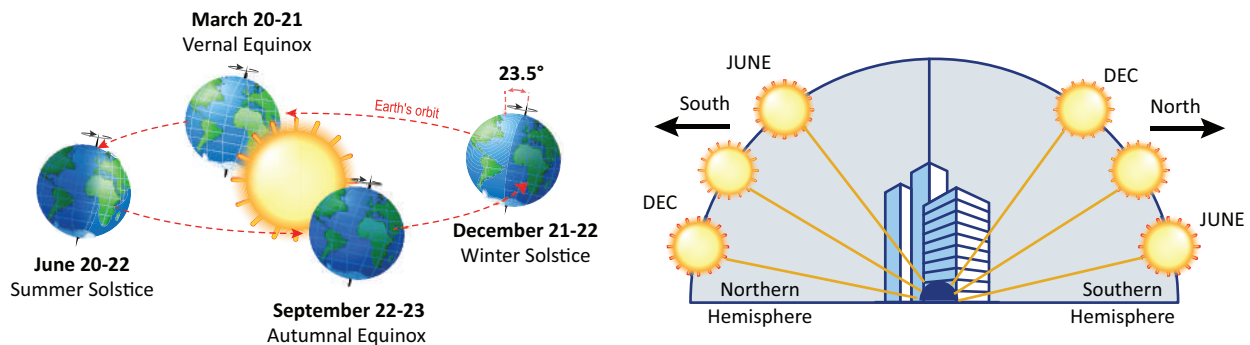 March 20-21
Vernal Equinox
23.5°
Earth's orbit
June 20-22
Summer Solstice
December 21-22
Winter Solstice
September 22-23
Autumnal Equinox
JUNE
DEC
South
North
DEC
JUNE
Northern
Hemisphere
Southern
Hemisphere